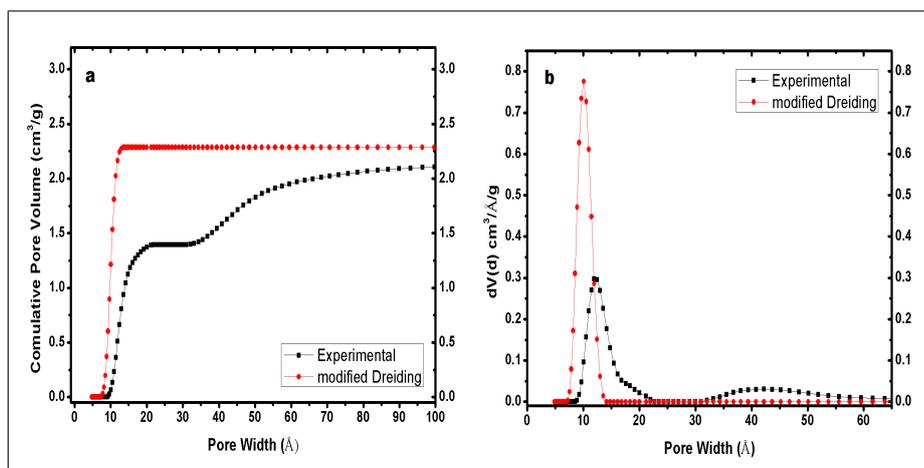 a
Comulative Pore Volume (cm³/g)
3.0
2.5
2.0
1.5
1.0
0.5
0.0
3.0
2.5
2.0
1.5
1.0
0.5
0.0
0 10 20 30 40 50 60 70 80 90 100
Pore Width (Å)
Experimental
modified Dreiding
b
dV(d) cm³/Å/g
0.8
0.7
0.6
0.5
0.4
0.3
0.2
0.1
0.0
0.8
0.7
0.6
0.5
0.4
0.3
0.2
0.1
0.0
0 10 20 30 40 50 60
Pore Width (Å)
Experimental
modified Dreiding